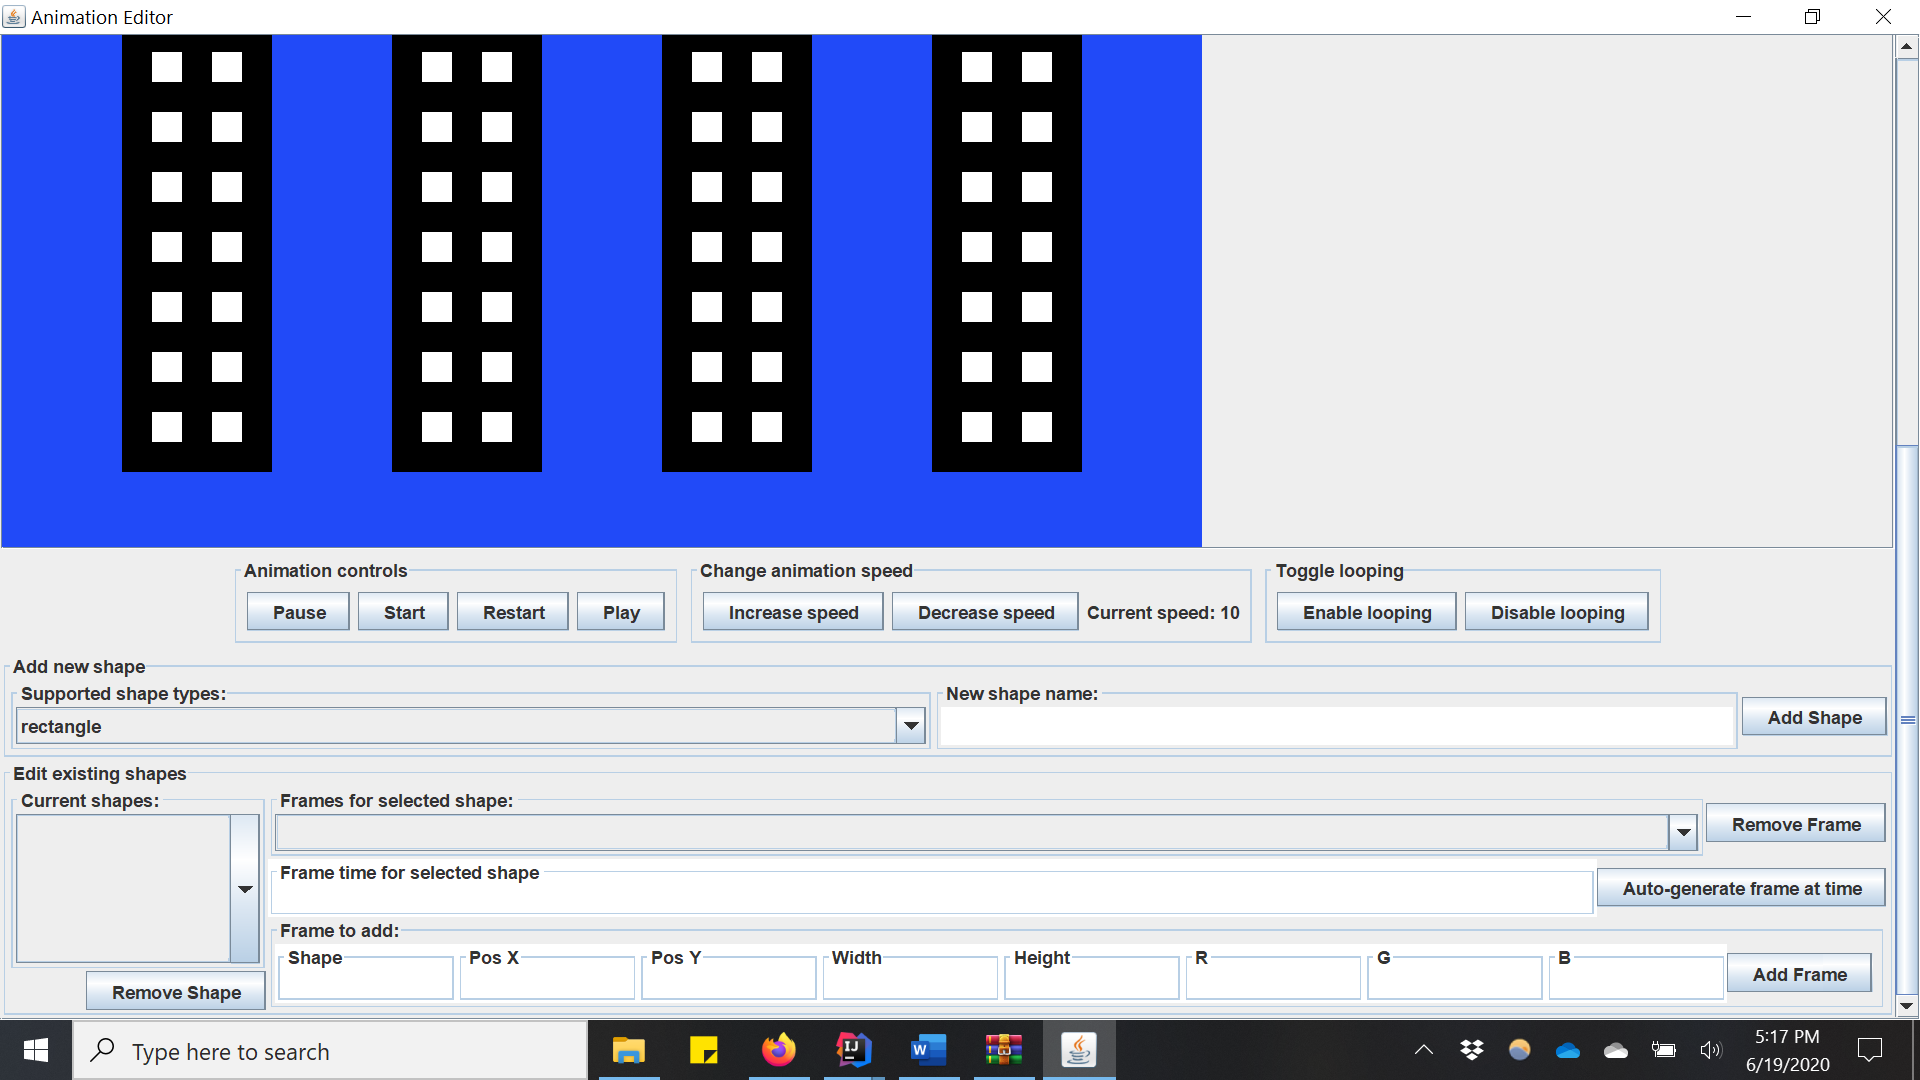 Animation Editor
Animation controls
Change animation speed
Toggle looping
Pause
Start
Restart
Play
Increase speed
Decrease speed
Current speed: 10
Enable looping
Disable looping
Add new shape
Supported shape types:
New shape name:
rectangle
Add Shape
Edit existing shapes
Current shapes:
Frames for selected shape:
Remove Frame
Frame time for selected shape
Auto-generate frame at time
Frame to add:
Shape
Pos X
Pos Y
Width
Height
R
G
B
Add Frame
Remove Shape
Type here to search
IJ
W
5:17 PM
6/19/2020